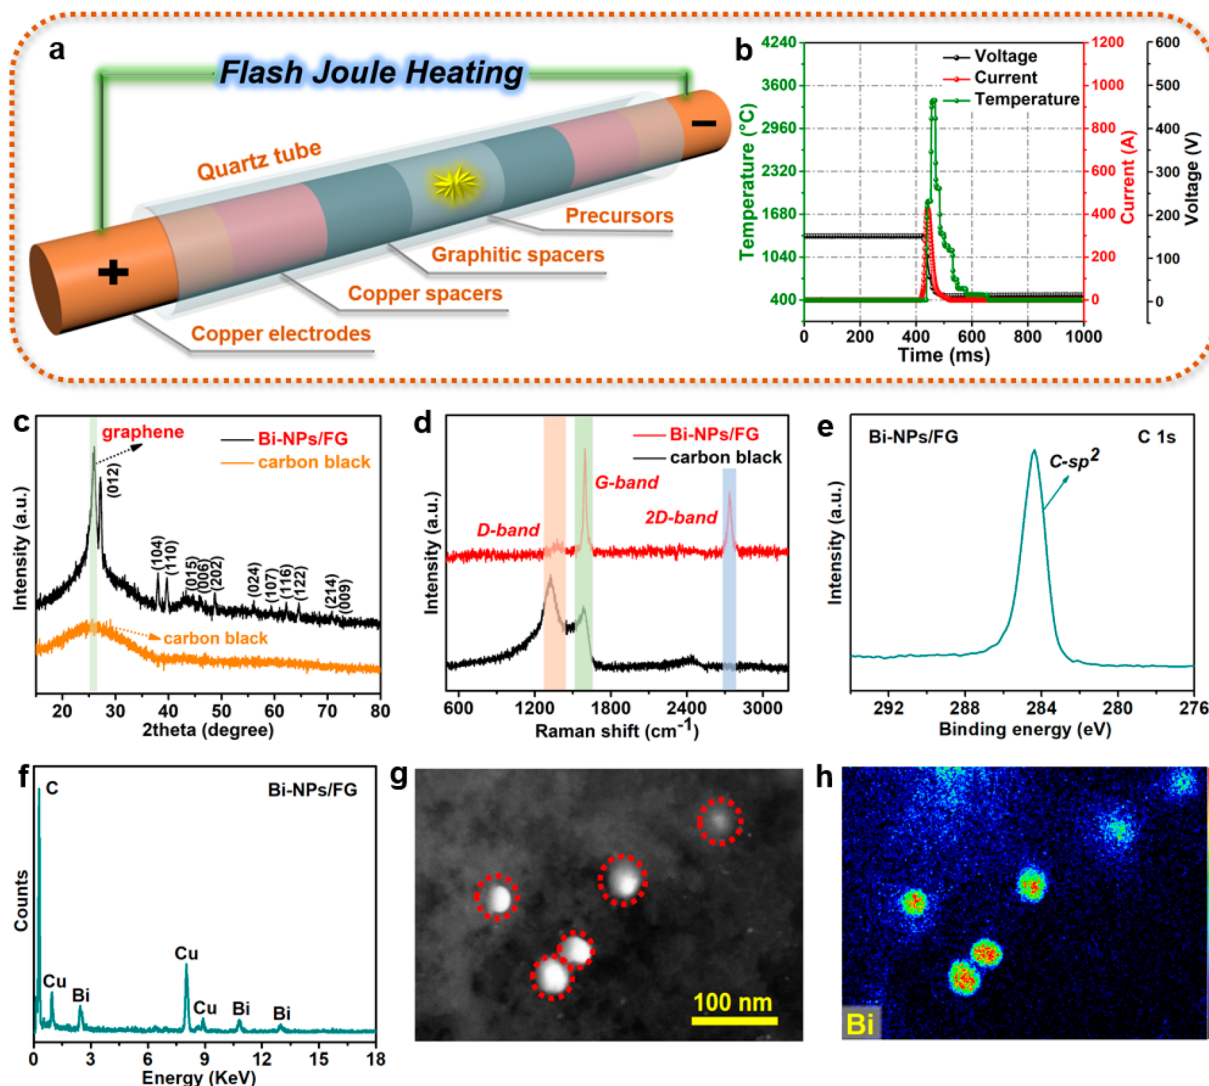 a
Flash Joule Heating
Quartz tube
+
−
Precursors
Graphitic spacers
Copper spacers
Copper electrodes
b
Voltage
Current
Temperature
Temperature (°C)
4240
3600
2960
2320
1680
1040
400
0 200 400 600 800 1000
Time (ms)
1200
1000
800
600
400
200
0
Current (A)
600
500
400
300
200
100
0
Voltage (V)
c
graphene
Bi-NPs/FG
carbon black
(012)
(104)
(110)
(015)
(006)
(202)
(024)
(107)
(116)
(122)
(214)
(009)
carbon black
Intensity (a.u.)
20 30 40 50 60 70 80
2theta (degree)
d
Bi-NPs/FG
carbon black
D-band
G-band
2D-band
Intensity (a.u.)
600 1200 1800 2400 3000
Raman shift (cm⁻¹)
e
Bi-NPs/FG
C 1s
C-sp²
Intensity (a.u.)
292 288 284 280 276
Binding energy (eV)
f
Bi-NPs/FG
C
Cu
Bi
Cu
Cu
Bi
Bi
Counts
0 3 6 9 12 15 18
Energy (KeV)
g
100 nm
h
Bi